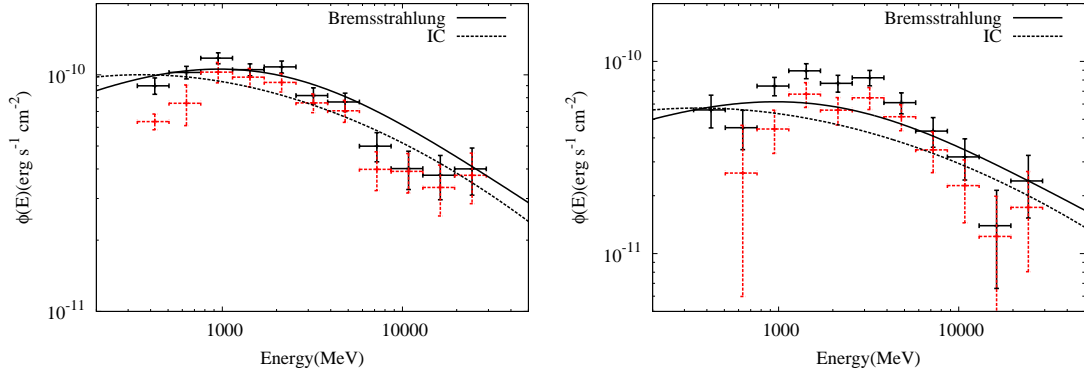 Bremsstrahlung
IC
10⁻¹⁰
10⁻¹¹
1000
10000
Energy(MeV)
ϕ(E)(erg s⁻¹ cm⁻²)
Bremsstrahlung
IC
10⁻¹⁰
10⁻¹¹
1000
10000
Energy(MeV)
ϕ(E)(erg s⁻¹ cm⁻²)